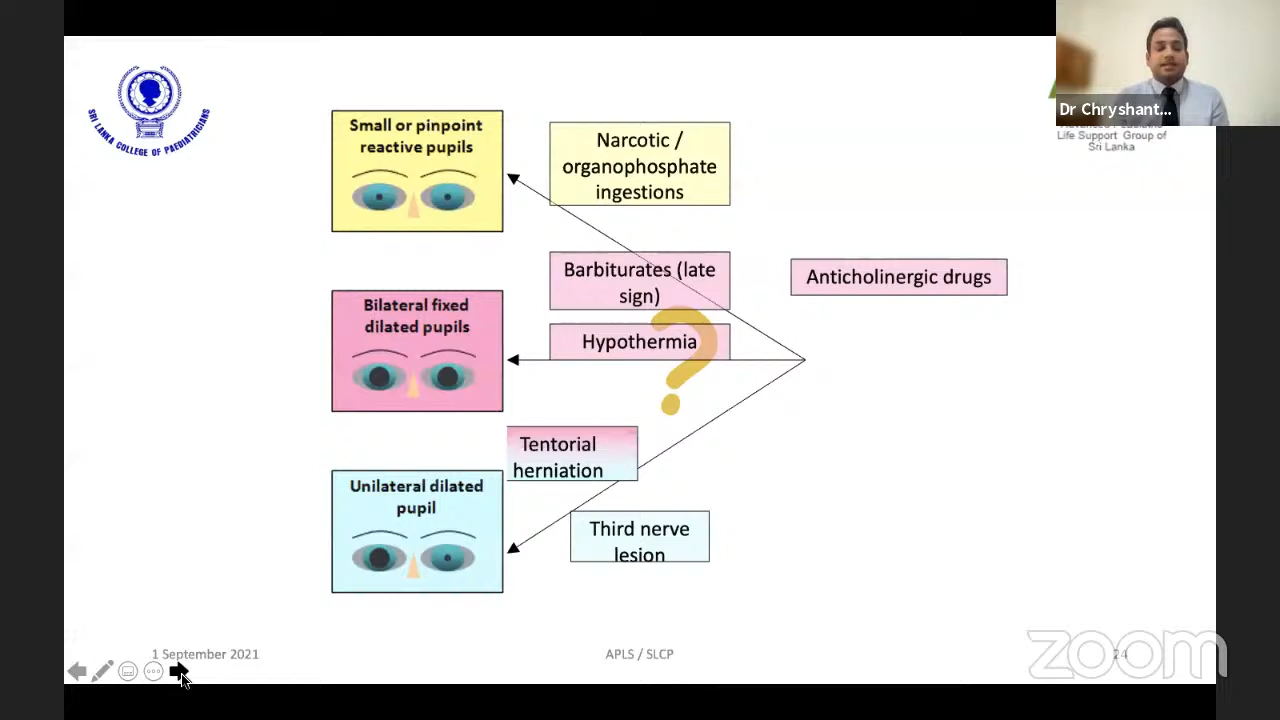 SRI LANKA COLLEGE OF PAEDIATRICIANS
Small or pinpoint
reactive pupils
Narcotic /
organophosphate
ingestions
Dr Chryshant...
Life Support Group of
Sri Lanka
Bilateral fixed
dilated pupils
Barbiturates (late
sign)
Hypothermia
?
Anticholinergic drugs
Tentorial
herniation
Unilateral dilated
pupil
Third nerve
lesion
1 September 2021
APLS / SLCP
24
zoom